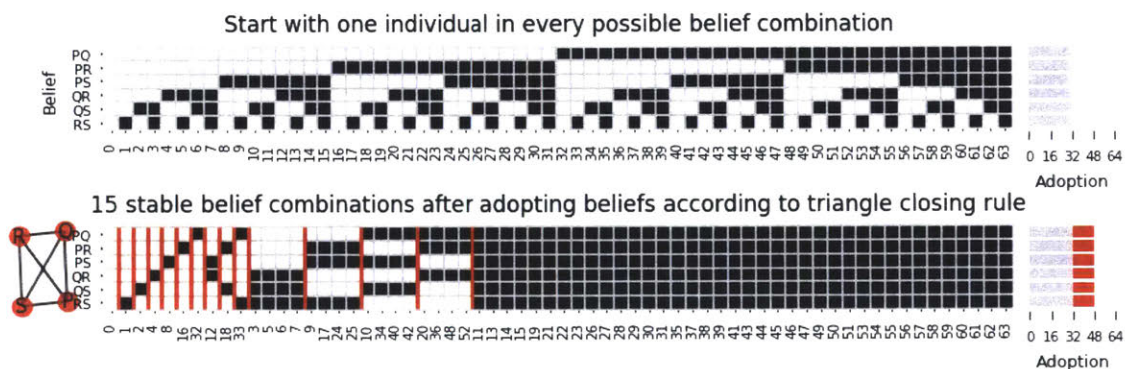 Start with one individual in every possible belief combination
Belief
PQ
PR
PS
QR
QS
RS
0 1 2 3 4 5 6 7 8 9 10 11 12 13 14 15 16 17 18 19 20 21 22 23 24 25 26 27 28 29 30 31 32 33 34 35 36 37 38 39 40 41 42 43 44 45 46 47 48 49 50 51 52 53 54 55 56 57 58 59 60 61 62 63
0 16 32 48 64
Adoption
15 stable belief combinations after adopting beliefs according to triangle closing rule
R Q
S P
PQ
PR
PS
QR
QS
RS
0 1 2 4 8 16 32 12 18 33 3 5 6 7 9 17 24 25 10 34 40 42 20 36 48 52 11 13 14 15 19 21 22 23 26 27 28 29 30 31 35 37 38 39 41 43 44 45 46 47 49 50 51 53 54 55 56 57 58 59 60 61 62 63
0 16 32 48 64
Adoption